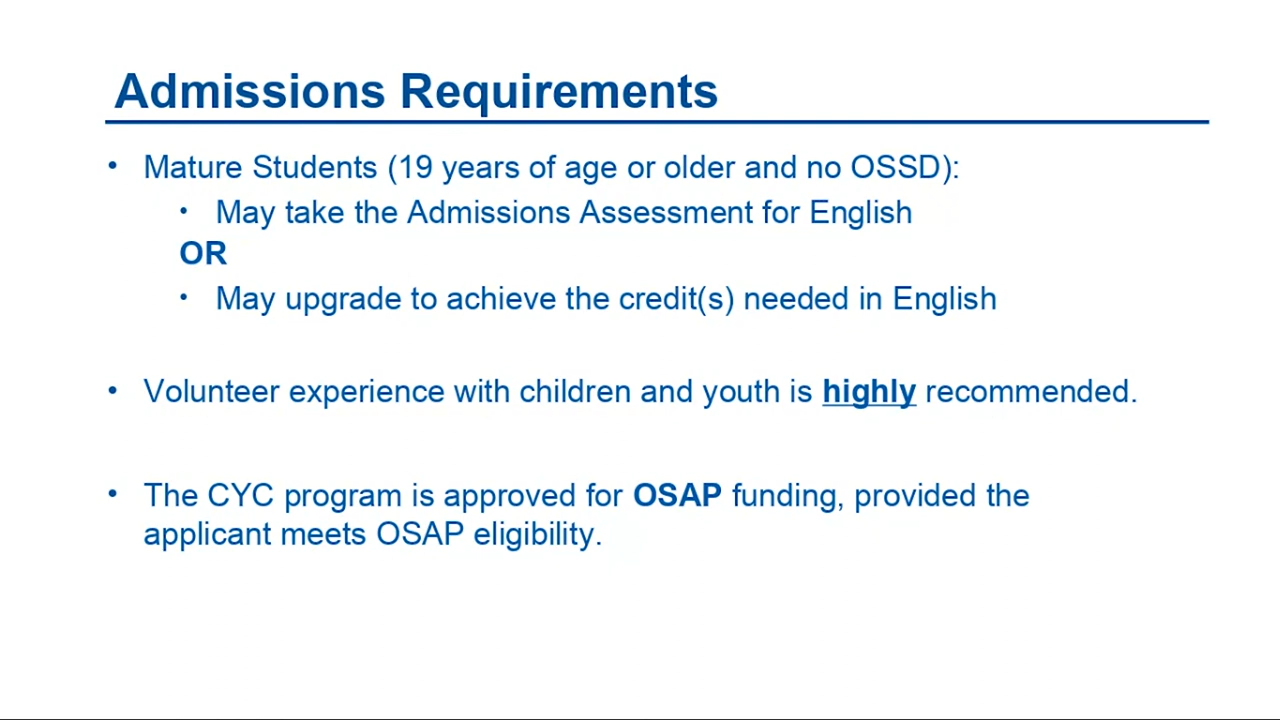 Admissions Requirements
• Mature Students (19 years of age or older and no OSSD):
• May take the Admissions Assessment for English
OR
• May upgrade to achieve the credit(s) needed in English
• Volunteer experience with children and youth is highly recommended.
• The CYC program is approved for OSAP funding, provided the
applicant meets OSAP eligibility.